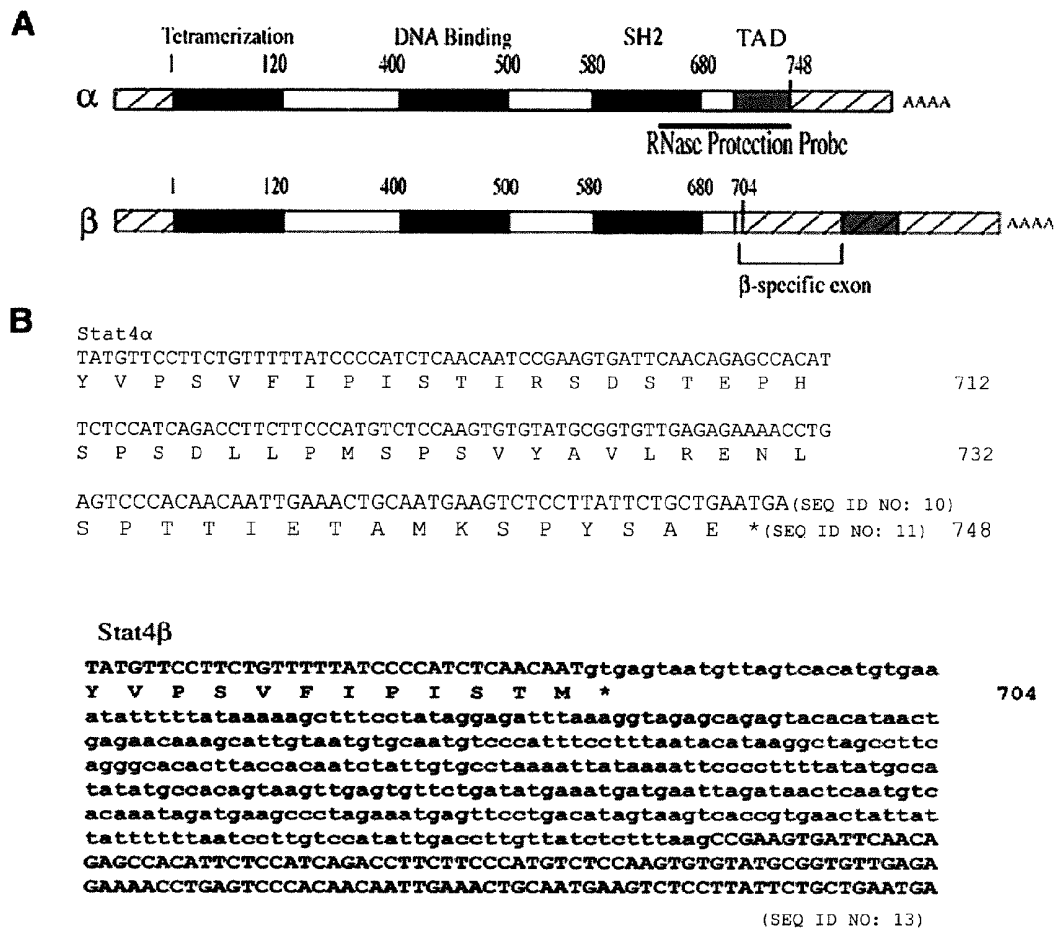 A
Tetramerization DNA Binding SH2 TAD
1 120 400 500 580 680 748
α AAAA
RNase Protection Probe
1 120 400 500 580 680 704
β AAAA
β-specific exon
B
Stat4α
TATGTTCCTTCTGTTTTTATCCCCATCTCAACAATCCGAAGTGATTCAACAGAGCCACAT
Y V P S V F I P I S T I R S D S T E P H 712
TCTCCATCAGACCTTCTTCCCATGTCTCCAAGTGTGTATGCGGTGTTGAGAGAAAACCTG
S P S D L L P M S P S V Y A V L R E N L 732
AGTCCCACAACAATTGAAACTGCAATGAAGTCTCCTTATTCTGCTGAATGA(SEQ ID NO: 10)
S P T T I E T A M K S P Y S A E *(SEQ ID NO: 11) 748
Stat4β
TATGTTCCTTCTGTTTTTATCCCCATCTCAACAATgtgagtaatgttagtcacatgtgaa
Y V P S V F I P I S T M * 704
atatttttataaaaagctttcctataggagatttaaaggtagagcagagtacacataact
gagaacaaagcattgtaatgtgcaatgtcccatttcctttaatacataaggctagccttc
agggcacacttaccacaatctattgtgcctaaaattataaaattccccttttatatgcca
tatatgccacagtaagttgagtgttctgatatgaaatgatgaattagataactcaatgtc
acaaatagatgaagccctagaaatgagttcctgacatagtaagtcaccgtgaactattat
tattttttaatccttgtccatattgaccttgttatctctttaagCCGAAGTGATTCAACA
GAGCCACATTCTCCATCAGACCTTCTTCCCATGTCTCCAAGTGTGTATGCGGTGTTGAGA
GAAAACCTGAGTCCCACAACAATTGAAACTGCAATGAAGTCTCCTTATTCTGCTGAATGA
(SEQ ID NO: 13)